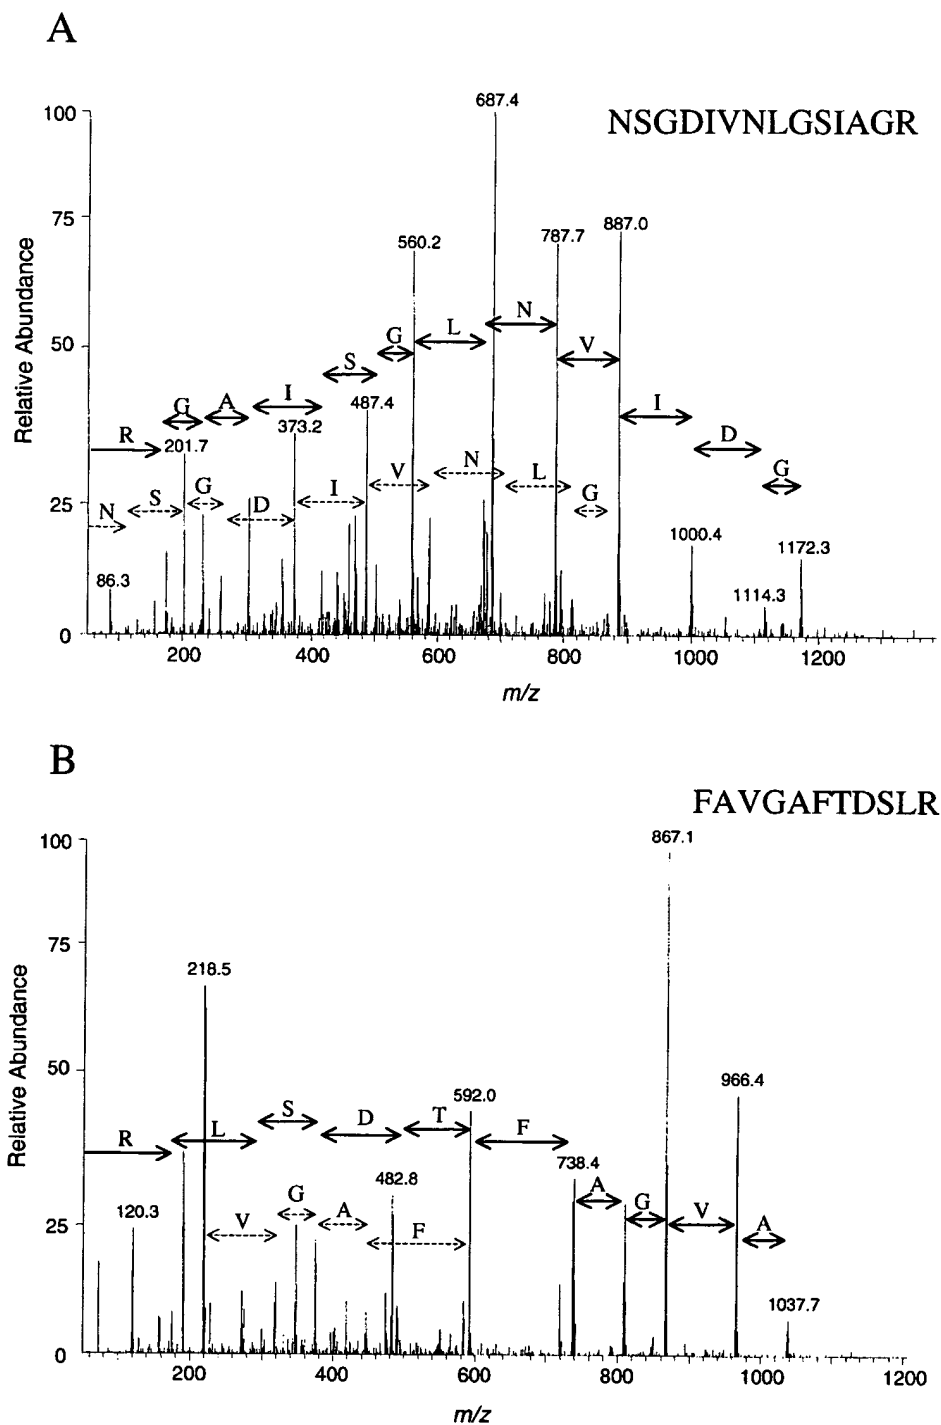 A
NSGDIVNLGSIAGR
100
75
50
25
0
Relative Abundance
687.4
560.2
787.7
887.0
N
L
V
G
S
I
A
G
R
I
D
G
487.4
373.2
201.7
N
S
G
D
I
V
N
L
G
86.3
1000.4
1114.3
1172.3
200 400 600 800 1000 1200
m/z
B
FAVGAFTDSLR
100
75
50
25
0
Relative Abundance
867.1
218.5
966.4
592.0
R
L
S
D
T
F
738.4
A
G
V
A
482.8
120.3
V
G
A
F
1037.7
200 400 600 800 1000 1200
m/z